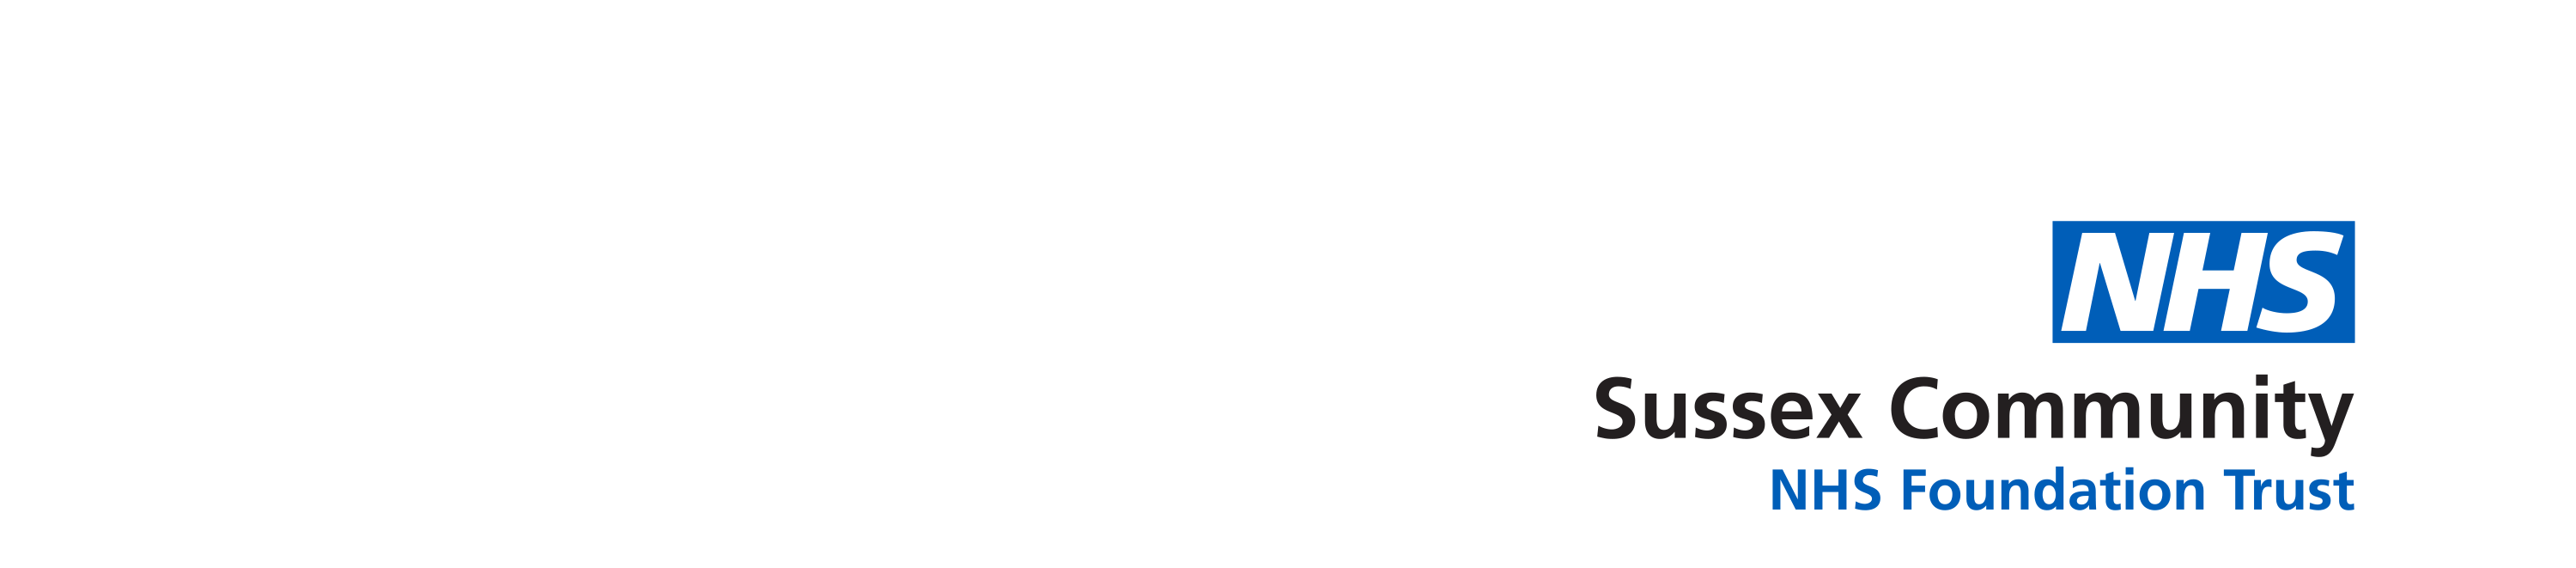 NHS
Sussex Community
NHS Foundation Trust